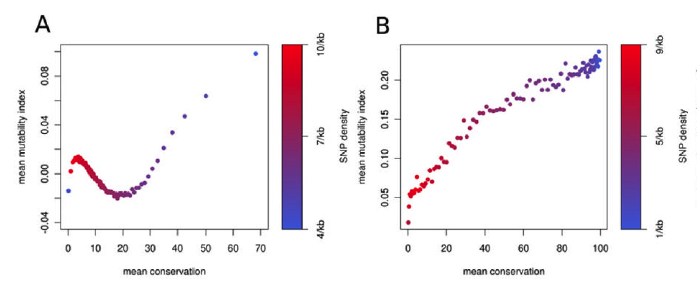 A
mean mutability index
0.08
0.04
0.00
-0.04
0
10
20
30
40
50
60
70
mean conservation
10/kb
7/kb
4/kb
SNP density
B
mean mutability index
0.20
0.15
0.10
0.05
0
20
40
60
80
100
mean conservation
9/kb
5/kb
1/kb
SNP density